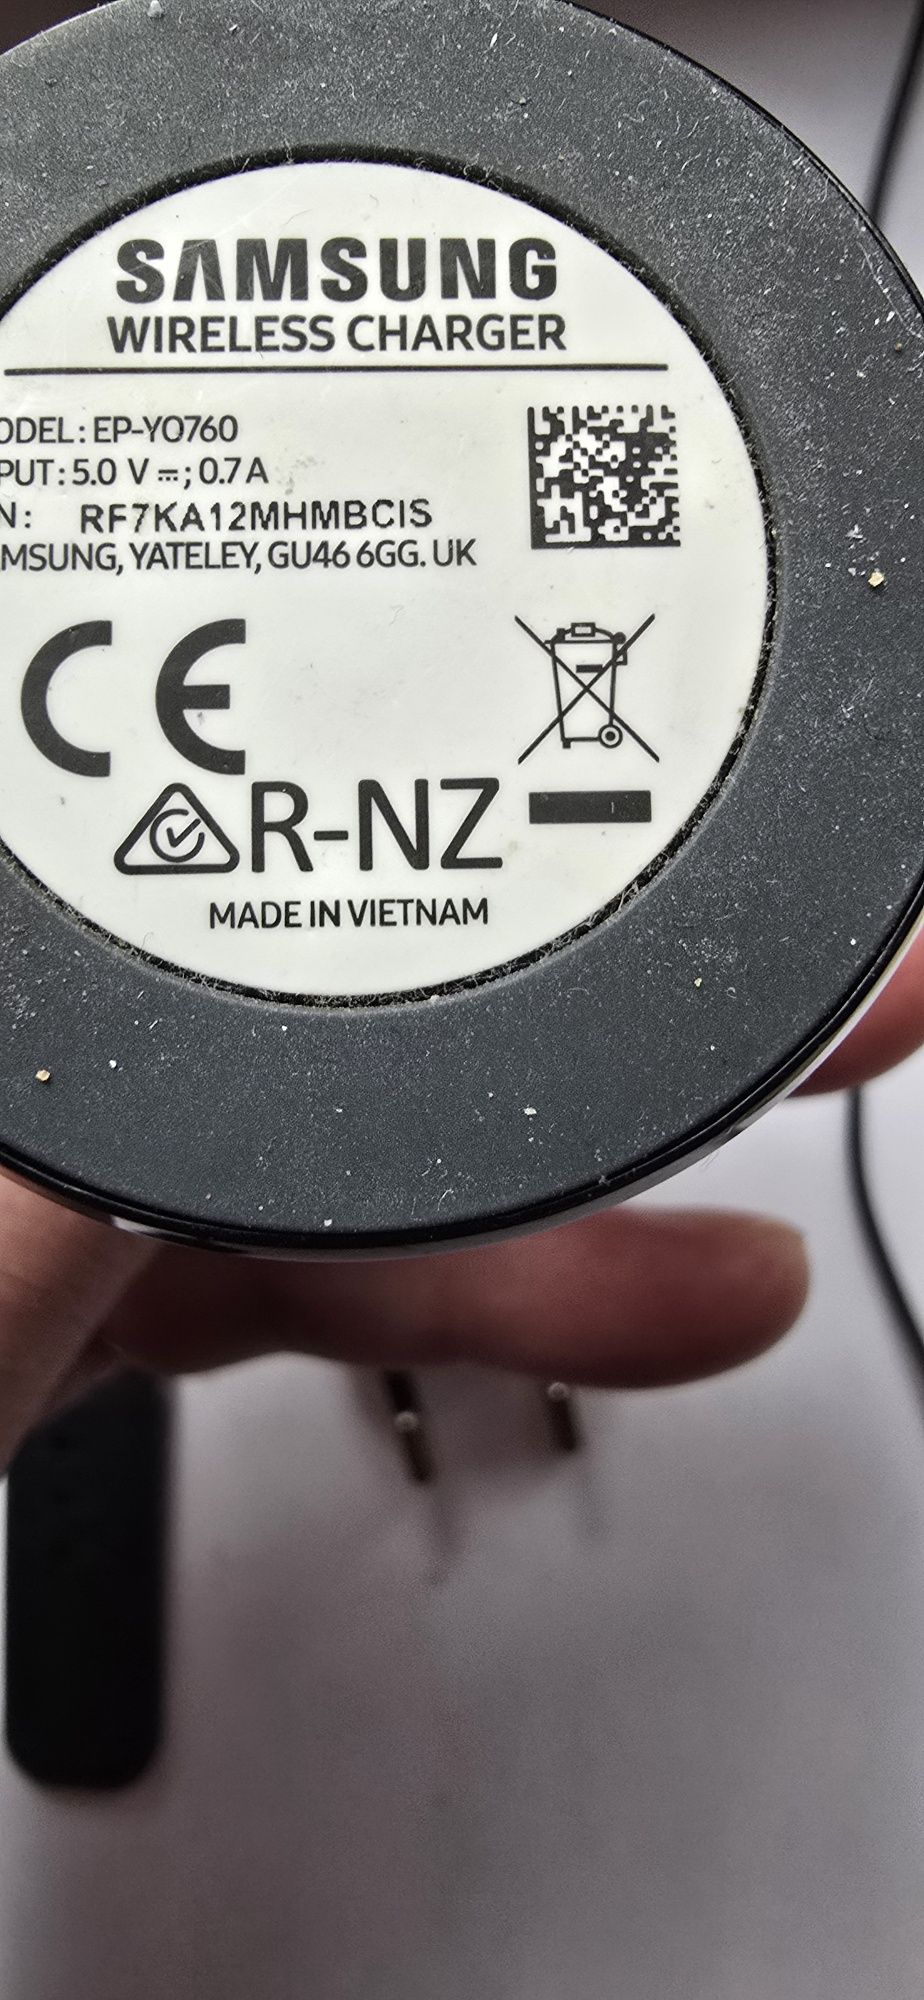 SAMSUNG
WIRELESS CHARGER
ODEL: EP-YO760
PUT: 5.0 V ⎓; 0.7 A
N: RF7KA12MHMBCIS
AMSUNG, YATELEY, GU46 6GG. UK
CE
R-NZ
MADE IN VIETNAM